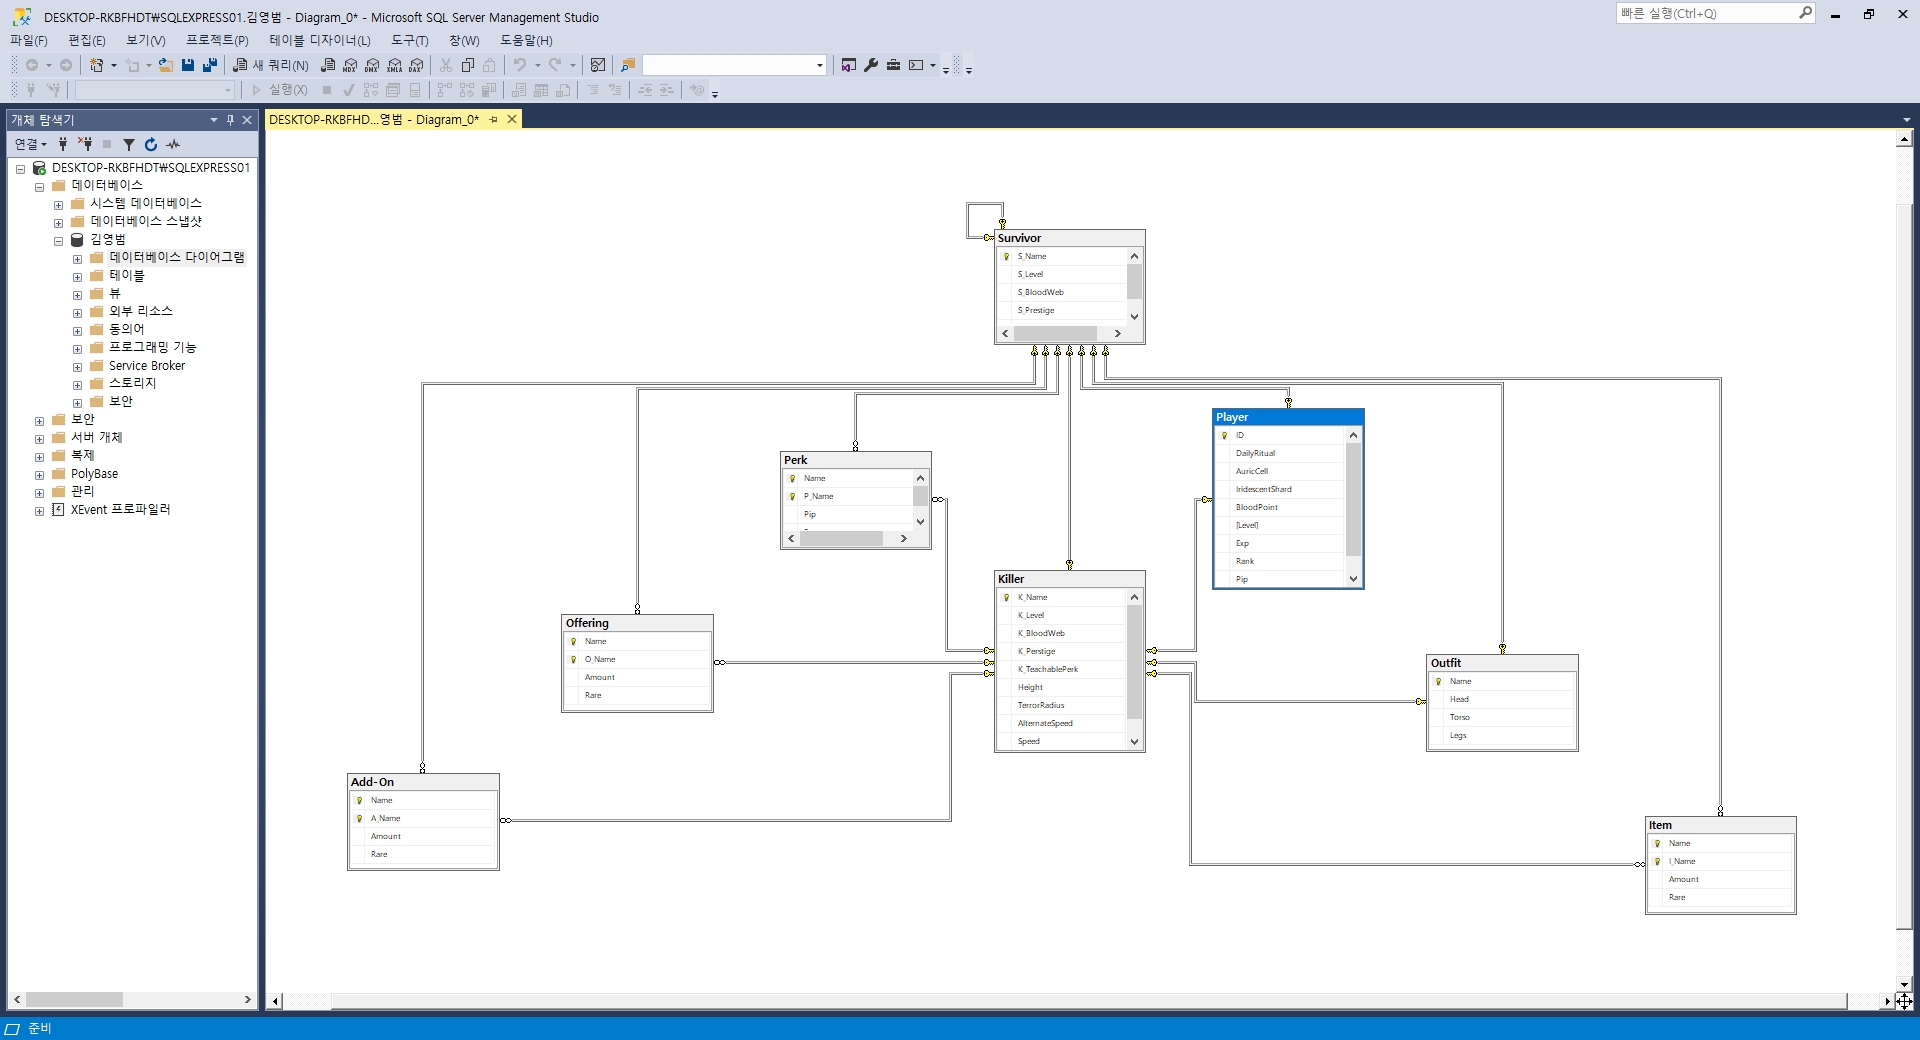 DESKTOP-RKBFHDT₩SQLEXPRESS01.김영범 - Diagram_0* - Microsoft SQL Server Management Studio
빠른 실행(Ctrl+Q)
파일(F) 편집(E) 보기(V) 프로젝트(P) 테이블 디자이너(L) 도구(T) 창(W) 도움말(H)
새 쿼리(N) MDX DMX XMLA DAX
실행(X)
개체 탐색기
DESKTOP-RKBFHD...영범 - Diagram_0*
연결
DESKTOP-RKBFHDT₩SQLEXPRESS01
데이터베이스
시스템 데이터베이스
데이터베이스 스냅샷
김영범
데이터베이스 다이어그램
테이블
뷰
외부 리소스
동의어
프로그래밍 기능
Service Broker
스토리지
보안
보안
서버 개체
복제
PolyBase
관리
XEvent 프로파일러
Survivor
S_Name
S_Level
S_BloodWeb
S_Prestige
Player
ID
DailyRitual
AuricCell
IridescentShard
BloodPoint
[Level]
Exp
Rank
Pip
Perk
Name
P_Name
Pip
Killer
K_Name
K_Level
K_BloodWeb
K_Perstige
K_TeachablePerk
Height
TerrorRadius
AlternateSpeed
Speed
Offering
Name
O_Name
Amount
Rare
Outfit
Name
Head
Torso
Legs
Add-On
Name
A_Name
Amount
Rare
Item
Name
I_Name
Amount
Rare
준비